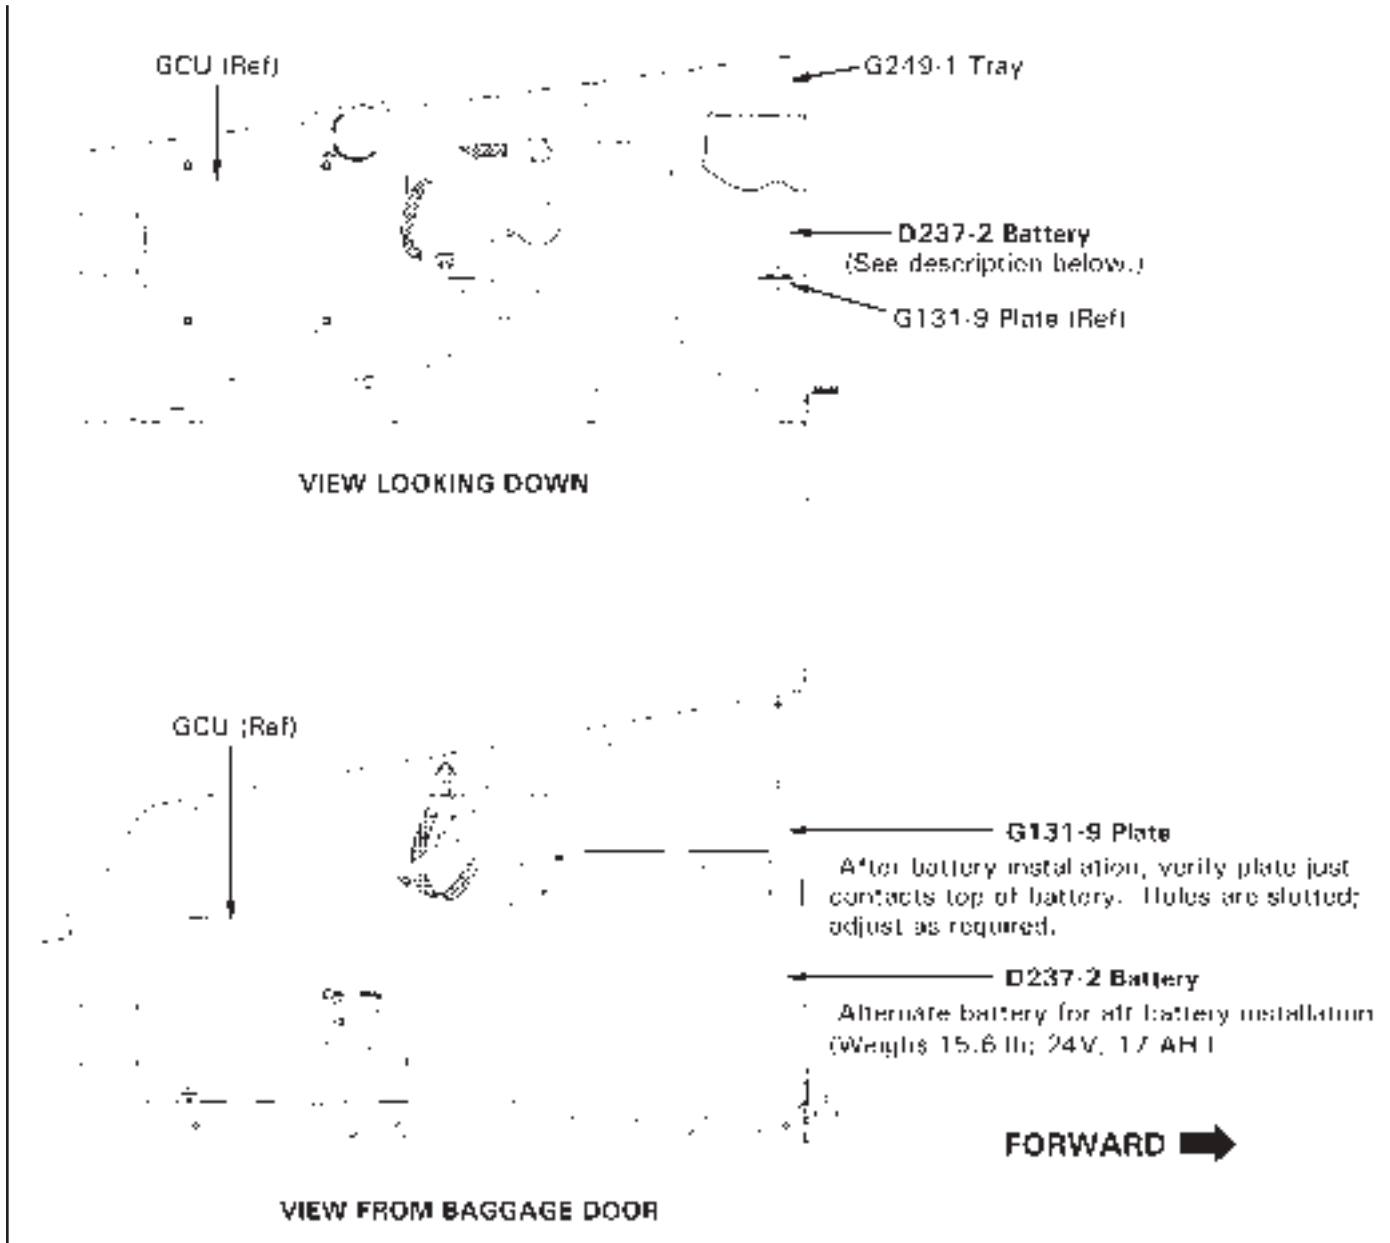 GCU (Ref)
G249-1 Tray
D237-2 Battery
(See description below.)
G131-9 Plate (Ref)
VIEW LOOKING DOWN
GCU (Ref)
G131-9 Plate
After battery installation, verify plate just
contacts top of battery. Holes are slotted;
adjust as required.
D237-2 Battery
Alternate battery for aft battery installation
(Weighs 15.6 lb; 24V, 17 AH.)
FORWARD
VIEW FROM BAGGAGE DOOR